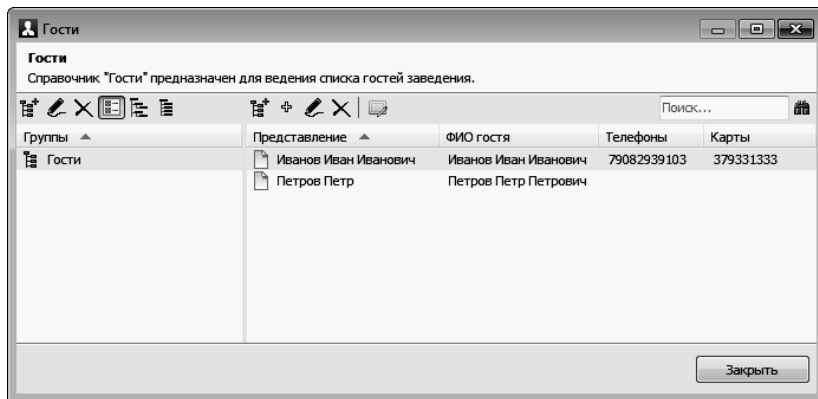 Гости
Гости
Справочник "Гости" предназначен для ведения списка гостей заведения.
Поиск...
Группы Представление ФИО гостя Телефоны Карты
Гости Иванов Иван Иванович Иванов Иван Иванович 79082939103 379331333
Петров Петр Петров Петр Петрович
Закрыть